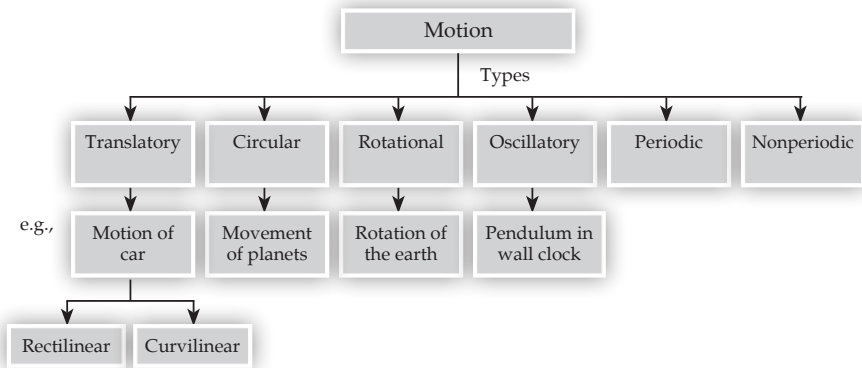 Motion
Types
Translatory
Circular
Rotational
Oscillatory
Periodic
Nonperiodic
e.g.,
Motion of
car
Movement
of planets
Rotation of
the earth
Pendulum in
wall clock
Rectilinear
Curvilinear